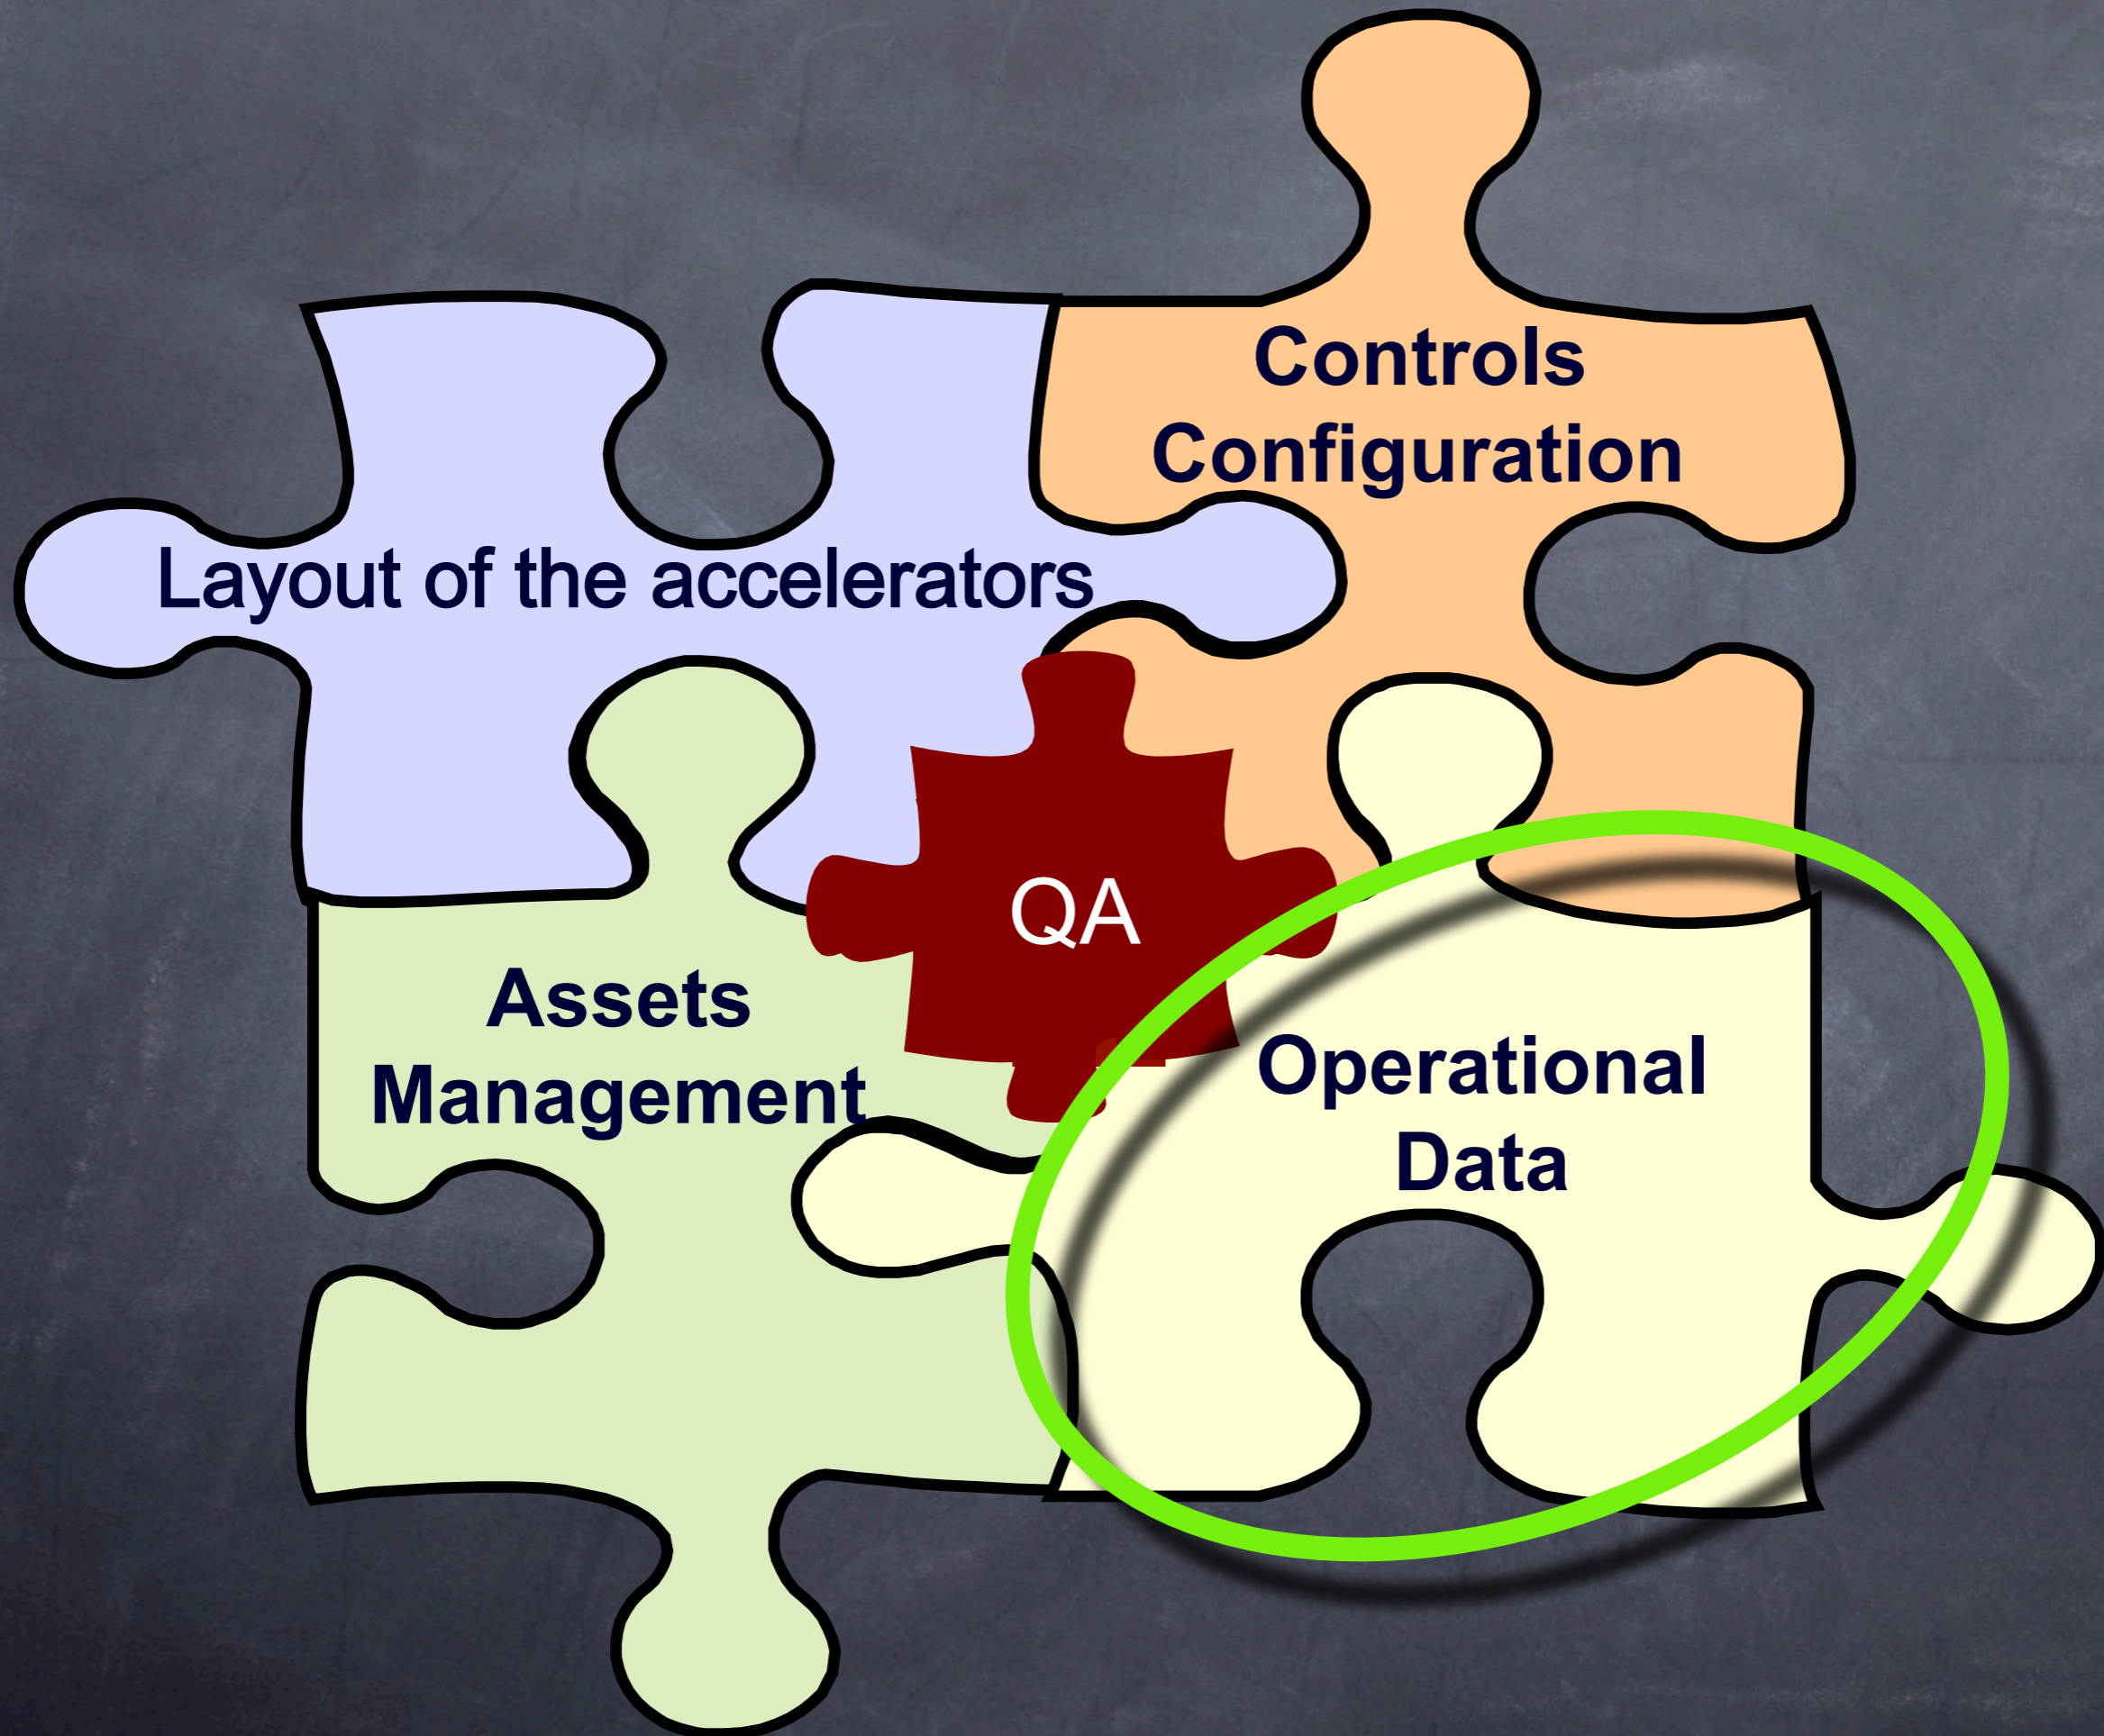 Controls
Configuration
Layout of the accelerators
QA
Assets
Management
Operational
Data